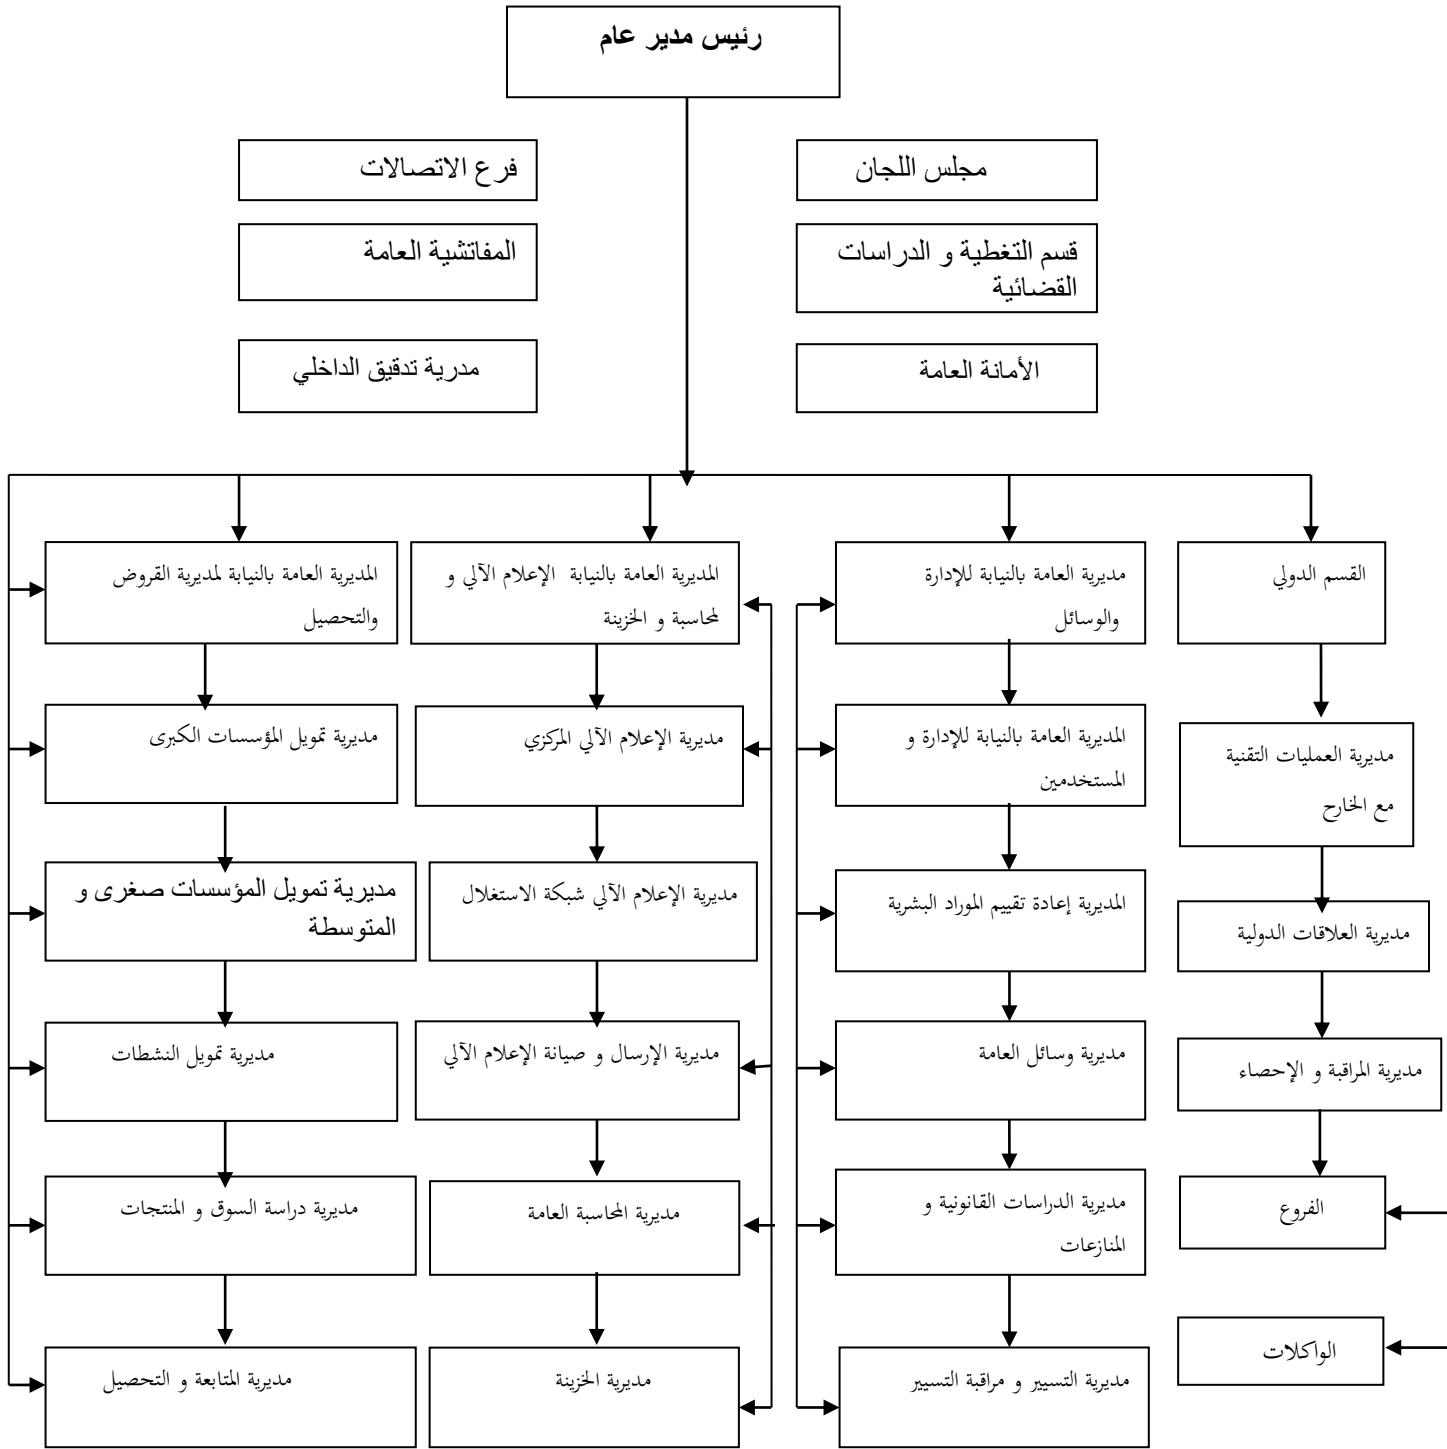 رئيس مدير عام
مجلس اللجان
فرع الاتصالات
قسم التغطية و الدراسات
القضائية
المفاتشية العامة
الأمانة العامة
مدرية تدقيق الداخلي
القسم الدولي
مديرية العمليات التقنية
مع الخارح
مديرية العلاقات الدولية
مديرية المراقبة و الإحصاء
الفروع
الواكلات
مديرية العامة بالنيابة للإدارة
والوسائل
المديرية العامة بالنيابة للإدارة و
المستخدمين
المديرية إعادة تقييم الموراد البشرية
مديرية وسائل العامة
مديرية الدراسات القانونية و
المنازعات
مديرية التسيير و مراقبة التسيير
المديرية العامة بالنيابة الإعلام الآلي و
لمحاسبة و الخزينة
مديرية الإعلام الآلي المركزي
مديرية الإعلام الآلي شبكة الاستغلال
مديرية الإرسال و صيانة الإعلام الآلي
مديرية المحاسبة العامة
مديرية الخزينة
المديرية العامة بالنيابة لمديرية القروض
والتحصيل
مديرية تمويل المؤسسات الكبرى
مديرية تمويل المؤسسات صغرى و
المتوسطة
مديرية تمويل النشطات
مديرية دراسة السوق و المنتجات
مديرية المتابعة و التحصيل